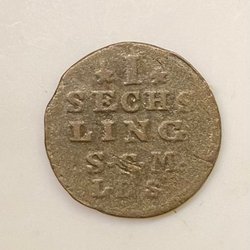 ★ 1 ★
SECHS
LING
S·S·M